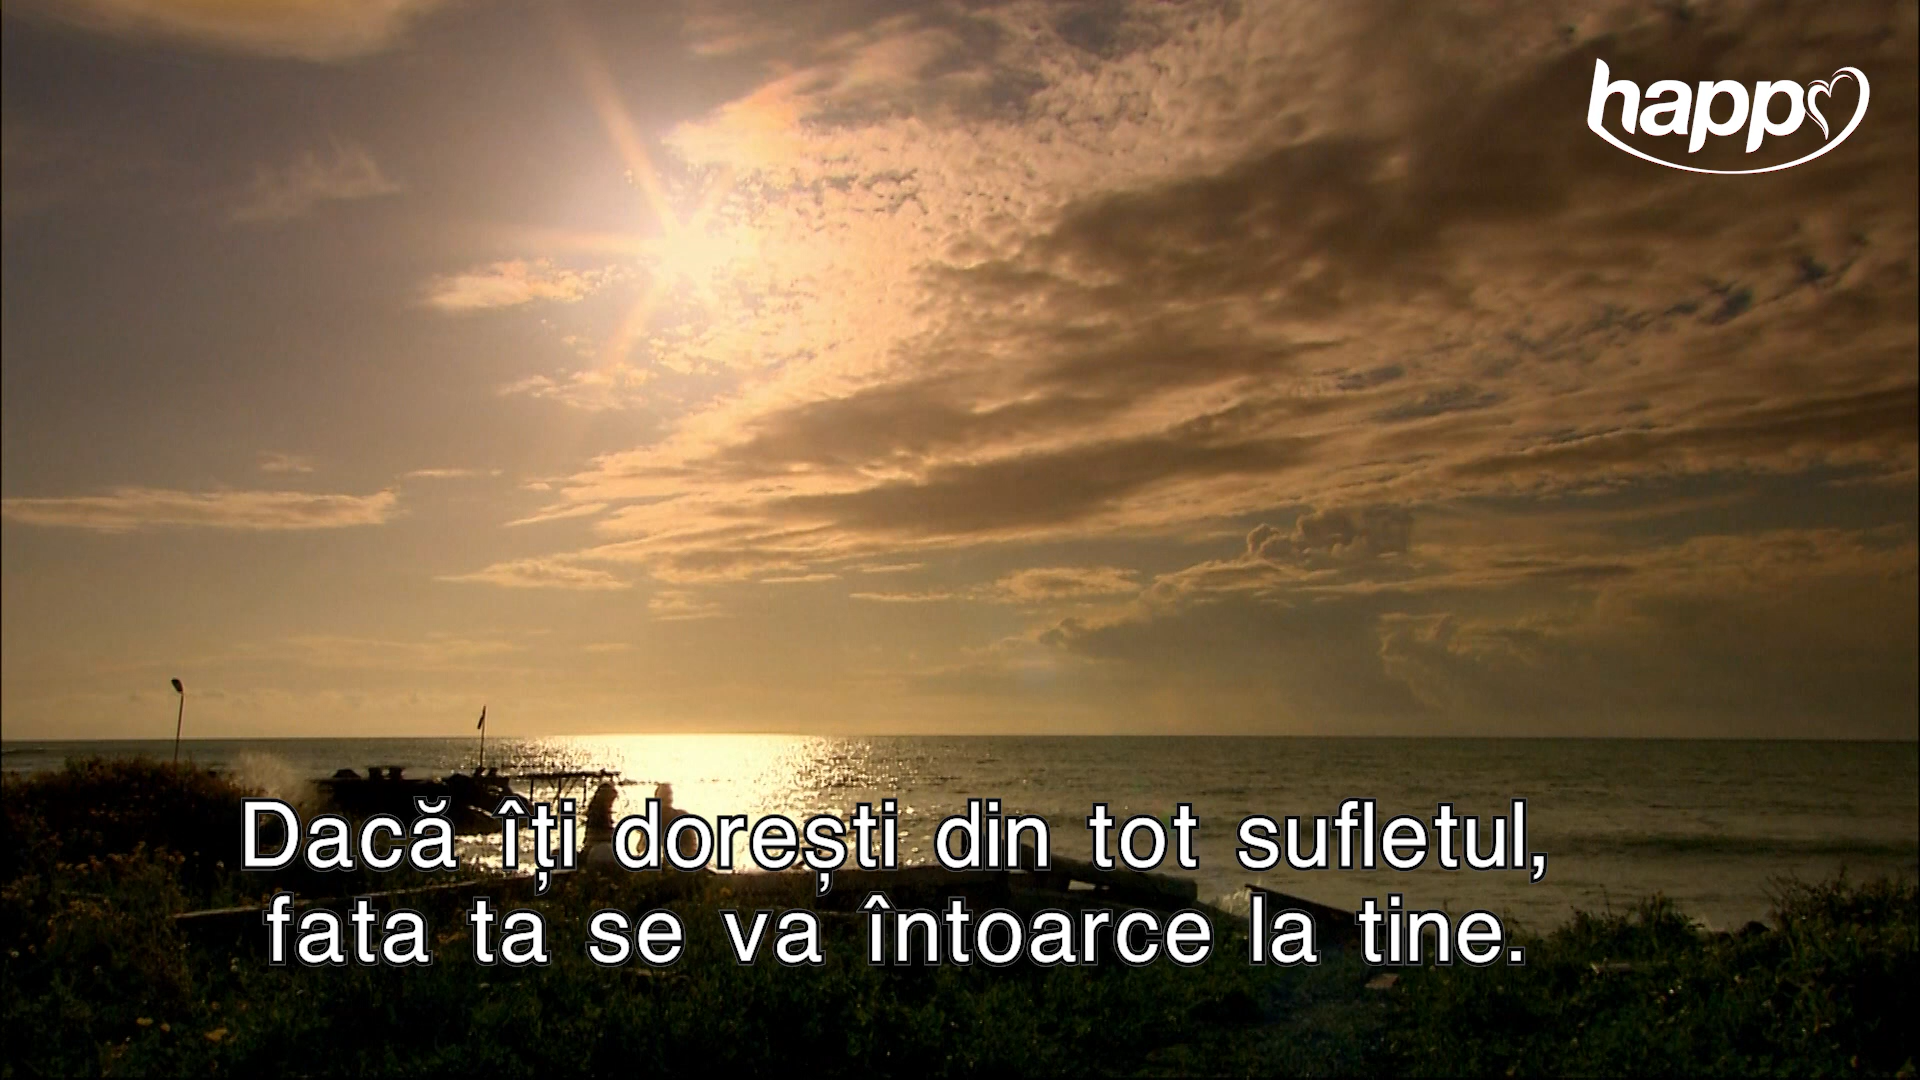 happy
Dacă îți dorești din tot sufletul,
fata ta se va întoarce la tine.